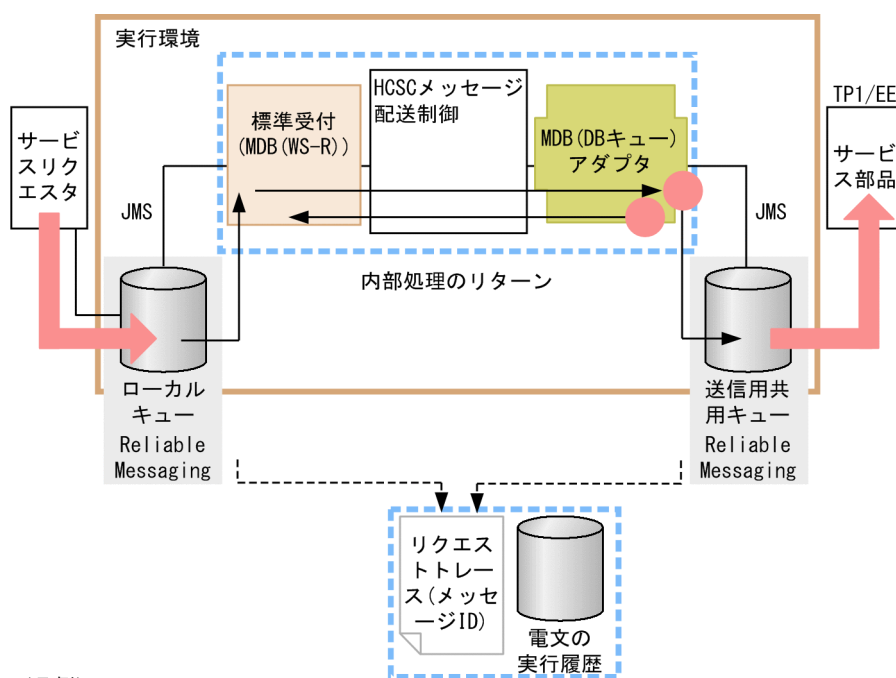 実行環境
サービ
スリク
エスタ
標準受付
(MDB(WS-R))
HCSCメッセージ
配送制御
MDB(DBキュー)
アダプタ
TP1/EE
サービ
ス部品
JMS
JMS
内部処理のリターン
ローカル
キュー
Reliable
Messaging
送信用共
用キュー
Reliable
Messaging
リクエス
トトレー
ス(メッセ
ージID)
電文の
実行履歴